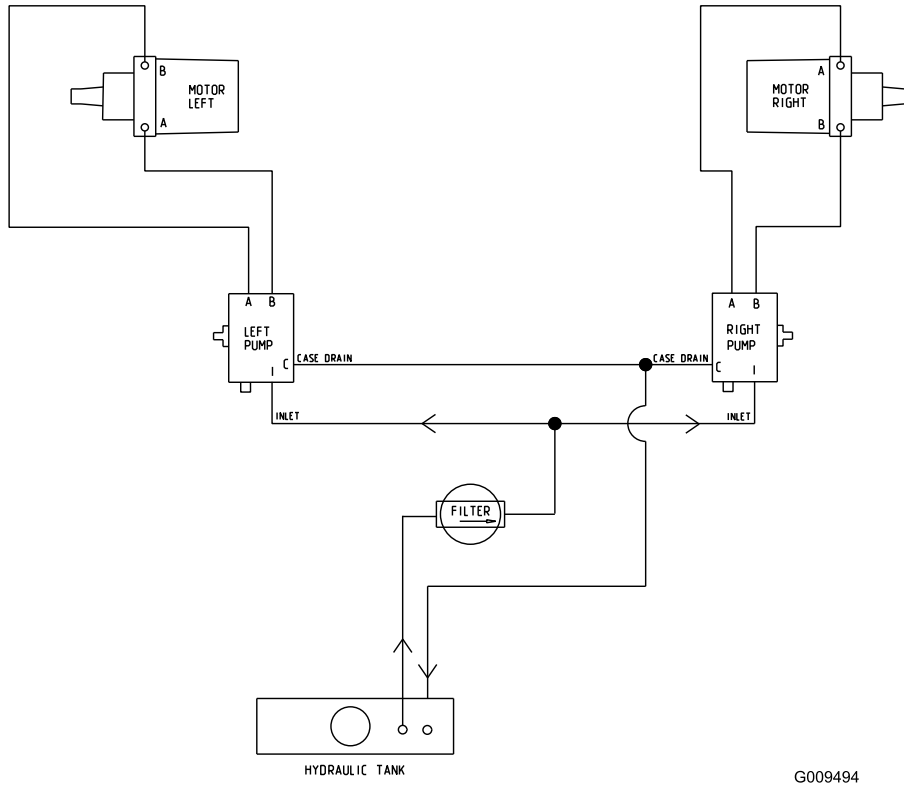 B
MOTOR
LEFT
A
A
MOTOR
RIGHT
B
A B
LEFT
PUMP
C
I
CASE DRAIN
INLET
A B
RIGHT
PUMP
C
I
CASE DRAIN
INLET
FILTER
HYDRAULIC TANK
G009494